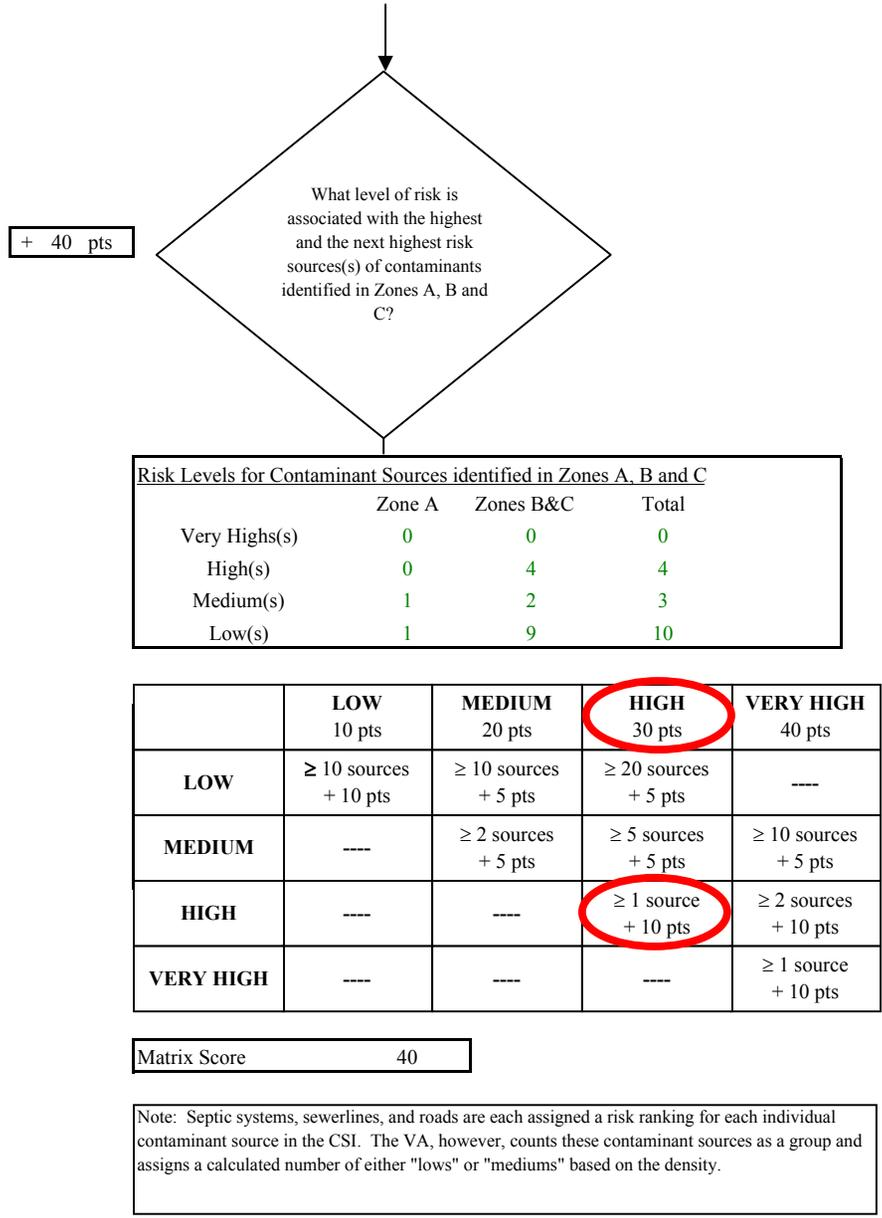 What level of risk is
associated with the highest
and the next highest risk
sources(s) of contaminants
identified in Zones A, B and
C?
+ 40 pts
Risk Levels for Contaminant Sources identified in Zones A, B and C
Zone A Zones B&C Total
Very Highs(s) 0 0 0
High(s) 0 4 4
Medium(s) 1 2 3
Low(s) 1 9 10
LOW MEDIUM HIGH VERY HIGH
10 pts 20 pts 30 pts 40 pts
LOW ≥ 10 sources ≥ 10 sources ≥ 20 sources ----
+ 10 pts + 5 pts + 5 pts
MEDIUM ---- ≥ 2 sources ≥ 5 sources ≥ 10 sources
+ 5 pts + 5 pts + 5 pts
HIGH ---- ---- ≥ 1 source ≥ 2 sources
+ 10 pts + 10 pts
VERY HIGH ---- ---- ---- ≥ 1 source
+ 10 pts
Matrix Score 40
Note: Septic systems, sewerlines, and roads are each assigned a risk ranking for each individual
contaminant source in the CSI. The VA, however, counts these contaminant sources as a group and
assigns a calculated number of either "lows" or "mediums" based on the density.